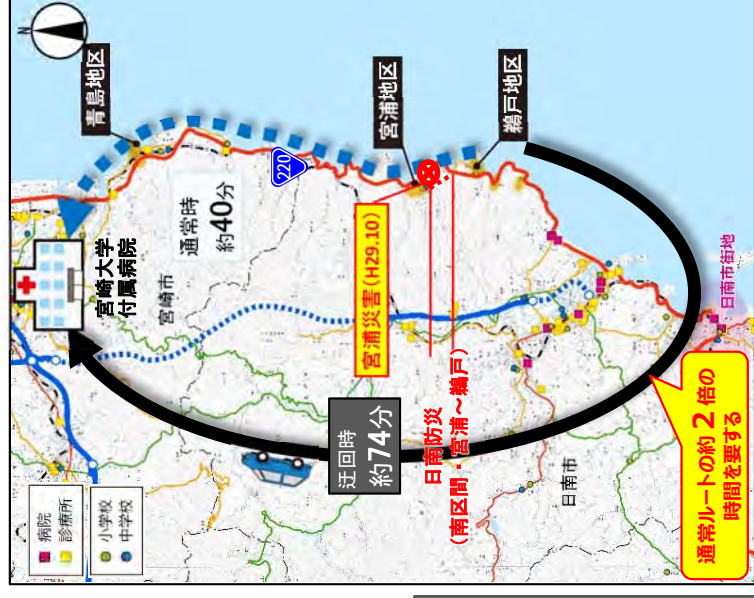 N
青島地区
宮浦地区
鵜戸地区
220
通常時
約40分
宮崎大学
付属病院
宮崎市
宮浦災害(H29.10)
日南防災
(南区間・宮浦～鵜戸)
迂回時
約74分
日南市街地
日南市
通常ルートの約２倍の
時間を要する
病院
診療所
小学校
中学校